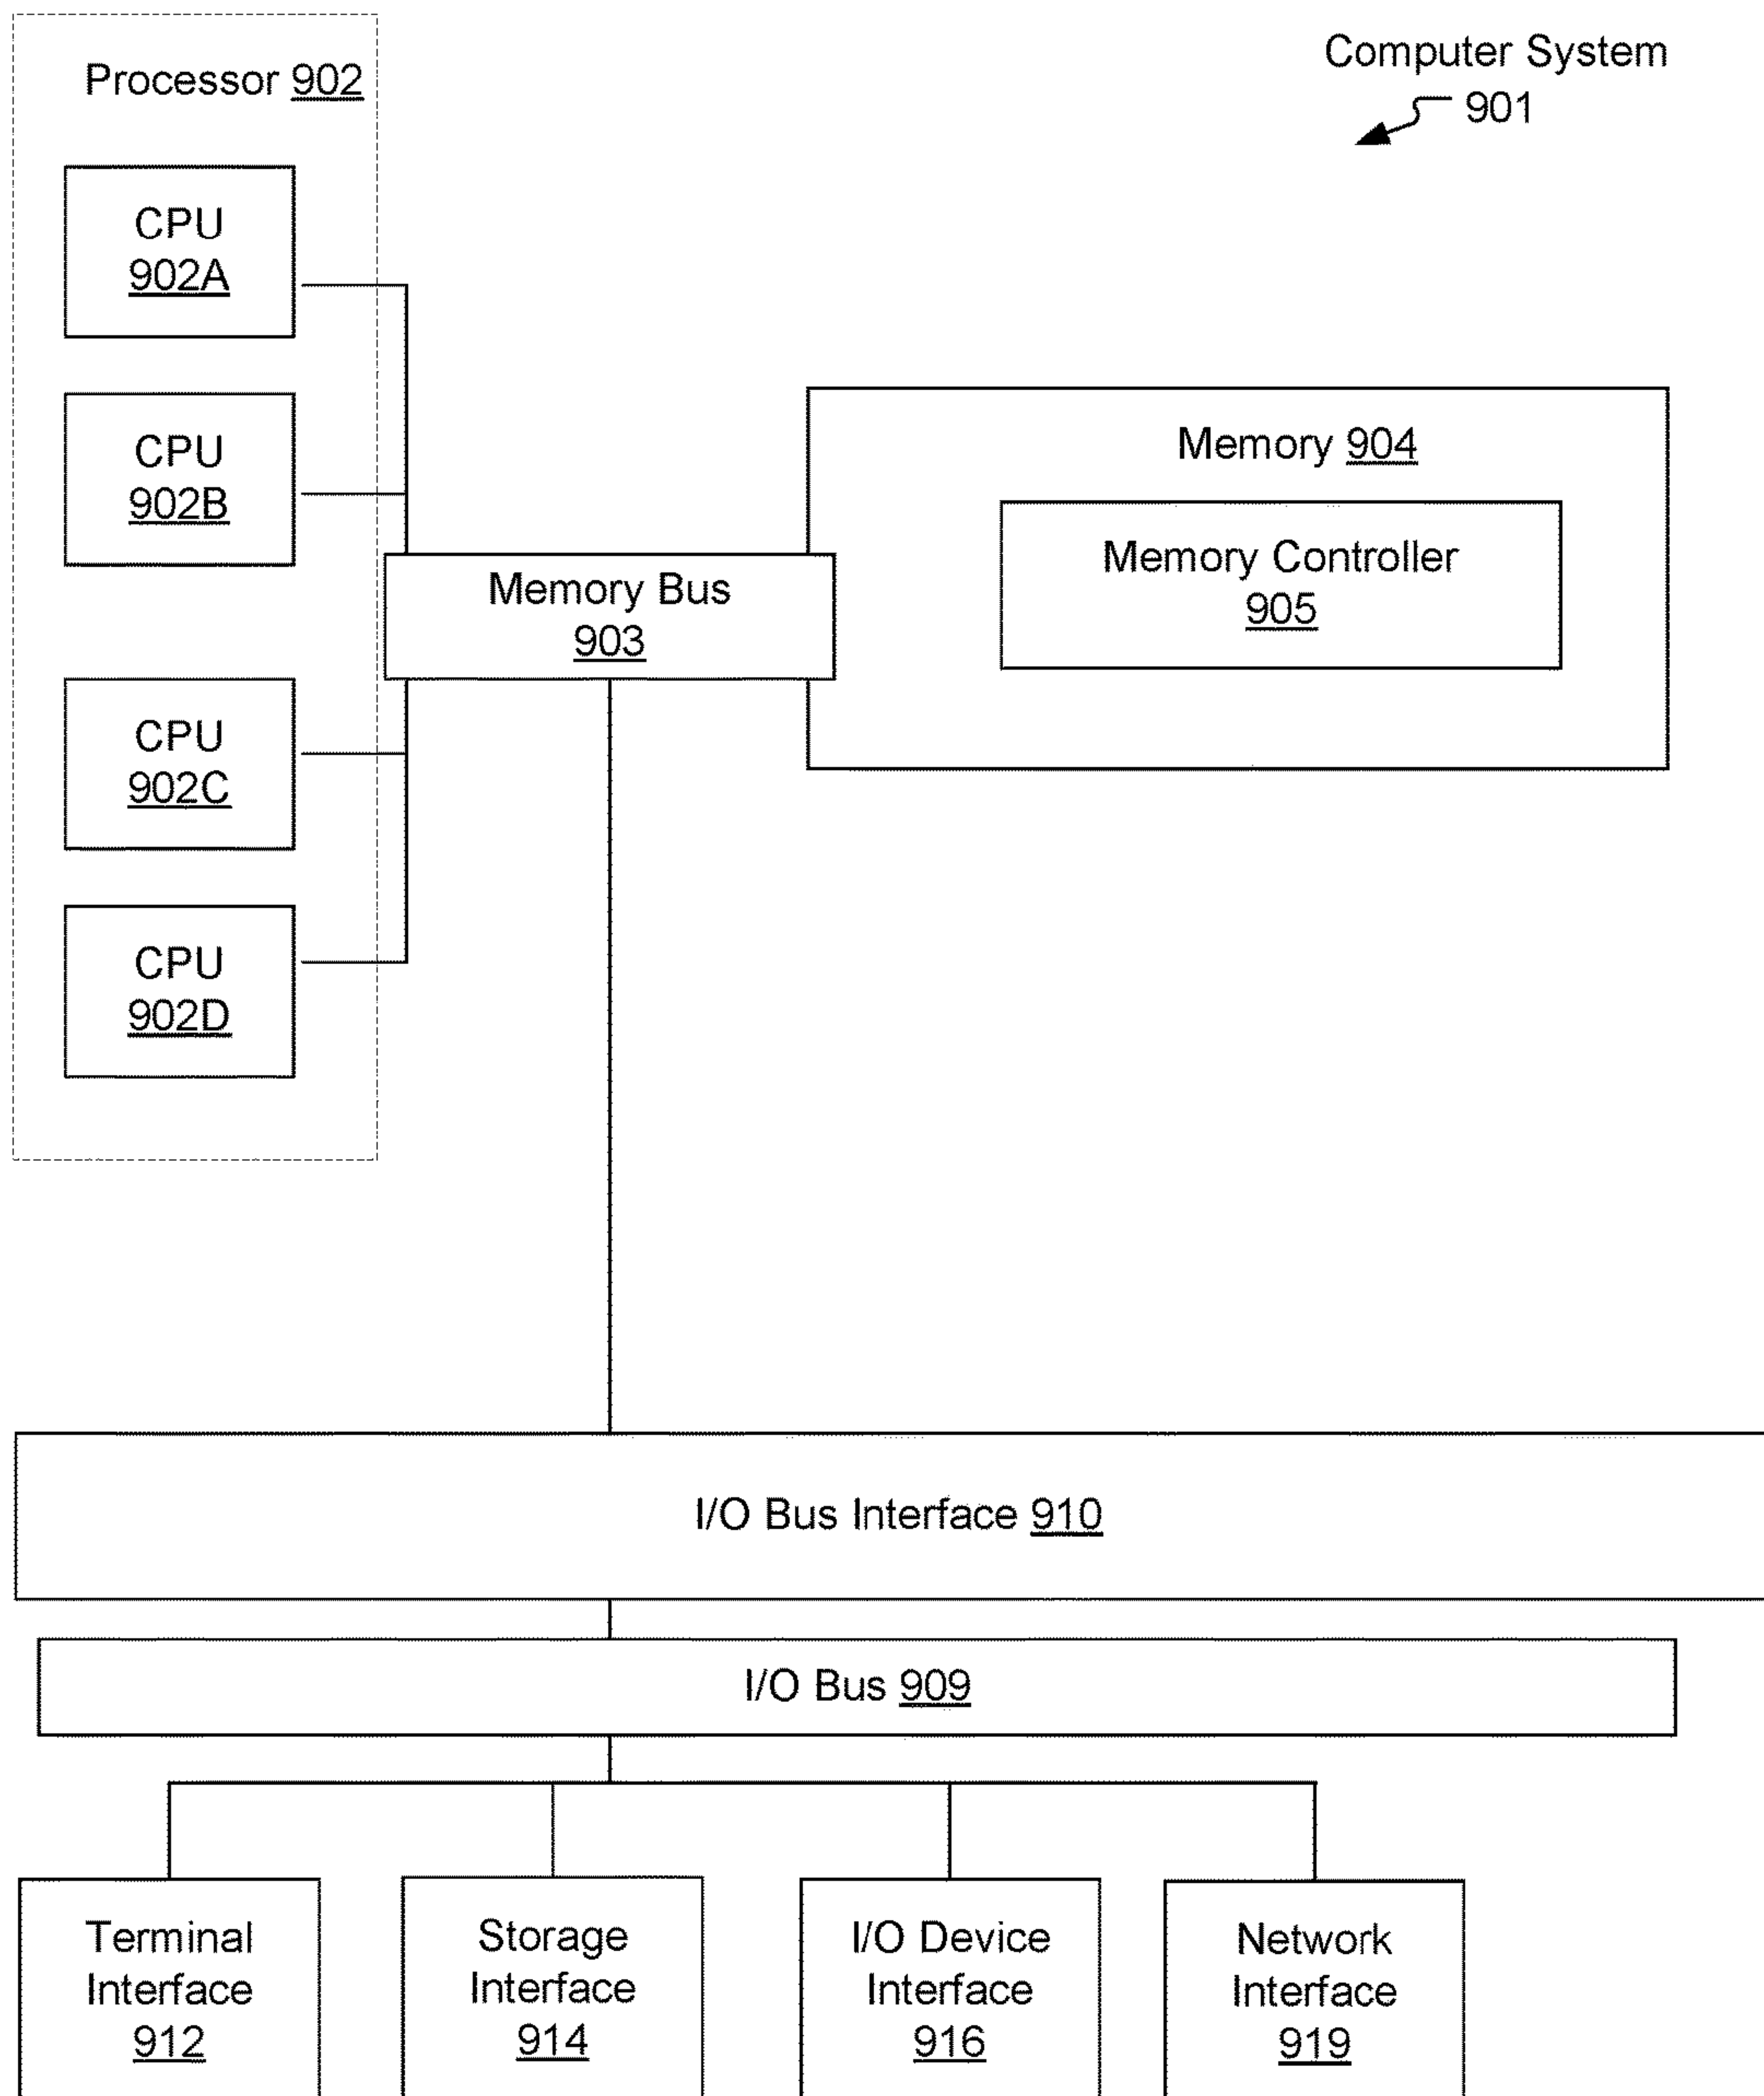 Processor 902
Computer System
901
CPU
902A
CPU
902B
Memory 904
Memory Controller
905
Memory Bus
903
CPU
902C
CPU
902D
I/O Bus Interface 910
I/O Bus 909
Terminal
Interface
912
Storage
Interface
914
I/O Device
Interface
916
Network
Interface
919